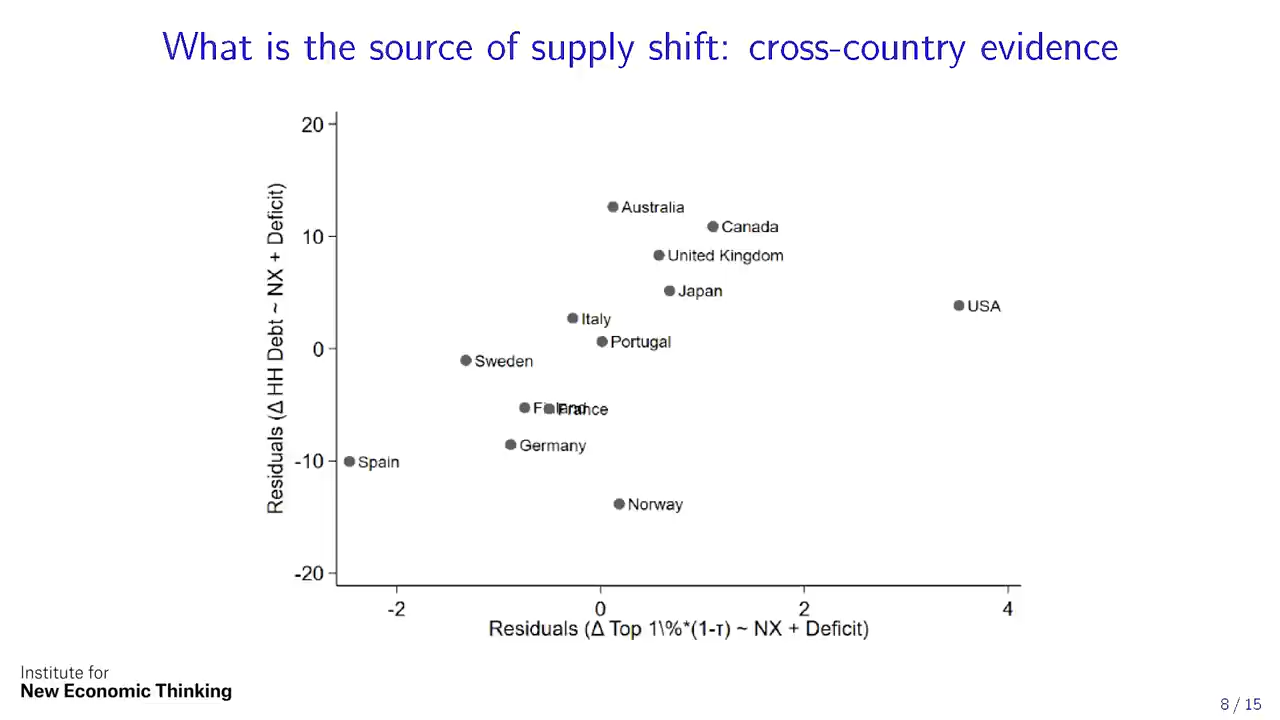 What is the source of supply shift: cross-country evidence
Residuals (Δ HH Debt ~ NX + Deficit)
20
10
0
-10
-20
Australia
Canada
United Kingdom
Japan
USA
Italy
Portugal
Sweden
Finland
France
Germany
Spain
Norway
-2
0
2
4
Residuals (Δ Top 1\%*(1-τ) ~ NX + Deficit)
Institute for
New Economic Thinking
8 / 15